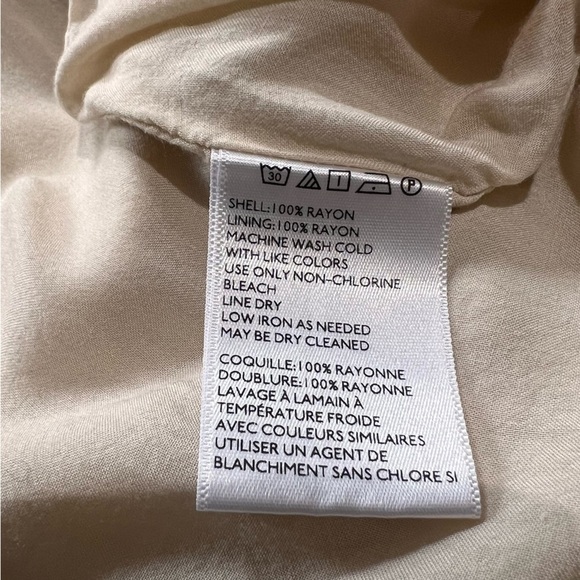 30 P
SHELL:100% RAYON
LINING:100% RAYON
MACHINE WASH COLD
WITH LIKE COLORS
USE ONLY NON-CHLORINE
BLEACH
LINE DRY
LOW IRON AS NEEDED
MAY BE DRY CLEANED
COQUILLE:100% RAYONNE
DOUBLURE:100% RAYONNE
LAVAGE À LAMAIN À
TEMPÉRATURE FROIDE
AVEC COULEURS SIMILAIRES
UTILISER UN AGENT DE
BLANCHIMENT SANS CHLORE SI